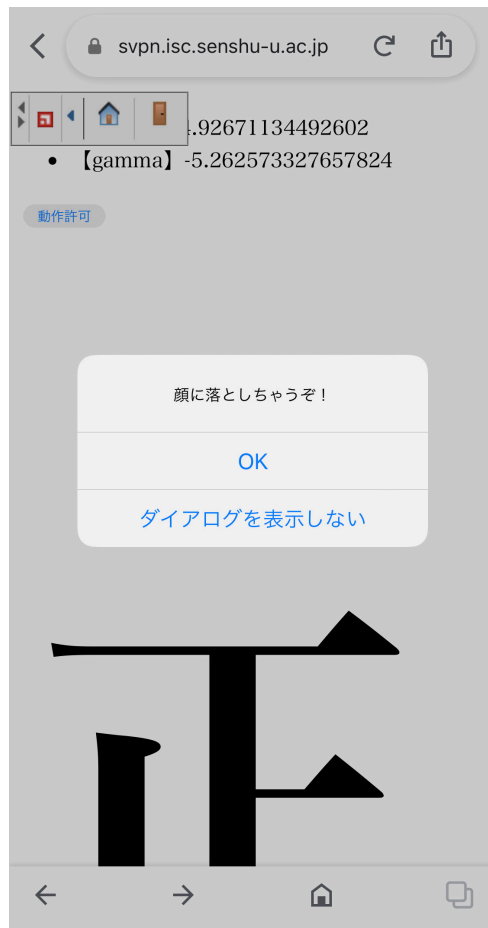 svpn.isc.senshu-u.ac.jp
.92671134492602
【gamma】-5.262573327657824
動作許可
顔に落としちゃうぞ！
OK
ダイアログを表示しない
正